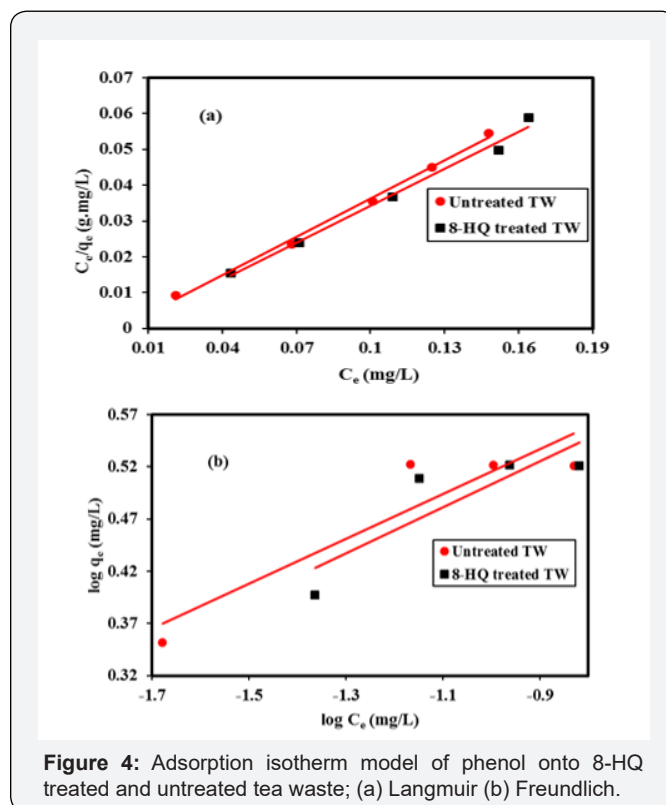 0.07
0.06
0.05
0.04
0.03
0.02
0.01
0
Cₑ/qₑ (g.mg/L)
(a)
Untreated TW
8-HQ treated TW
0.01 0.04 0.07 0.1 0.13 0.16 0.19
Cₑ (mg/L)
0.57
0.52
0.47
0.42
0.37
0.32
log qₑ (mg/L)
(b)
Untreated TW
8-HQ treated TW
-1.7 -1.5 -1.3 -1.1 -0.9
log Cₑ (mg/L)
Figure 4: Adsorption isotherm model of phenol onto 8-HQ
treated and untreated tea waste; (a) Langmuir (b) Freundlich.